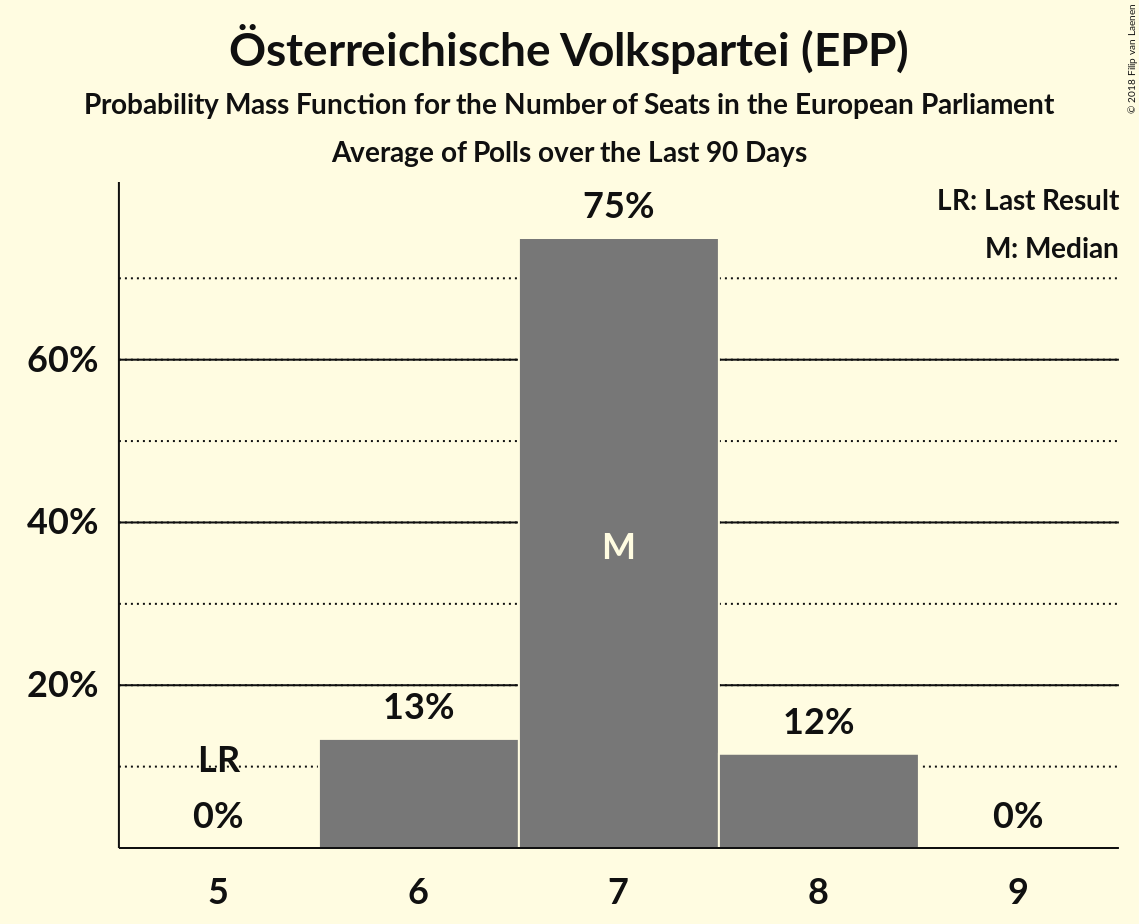 Österreichische Volkspartei (EPP)
Probability Mass Function for the Number of Seats in the European Parliament
Average of Polls over the Last 90 Days
© 2018 Filip van Laenen
LR: Last Result
M: Median
75%
60%
40%
20%
M
13%
12%
LR
0%
0%
5 6 7 8 9